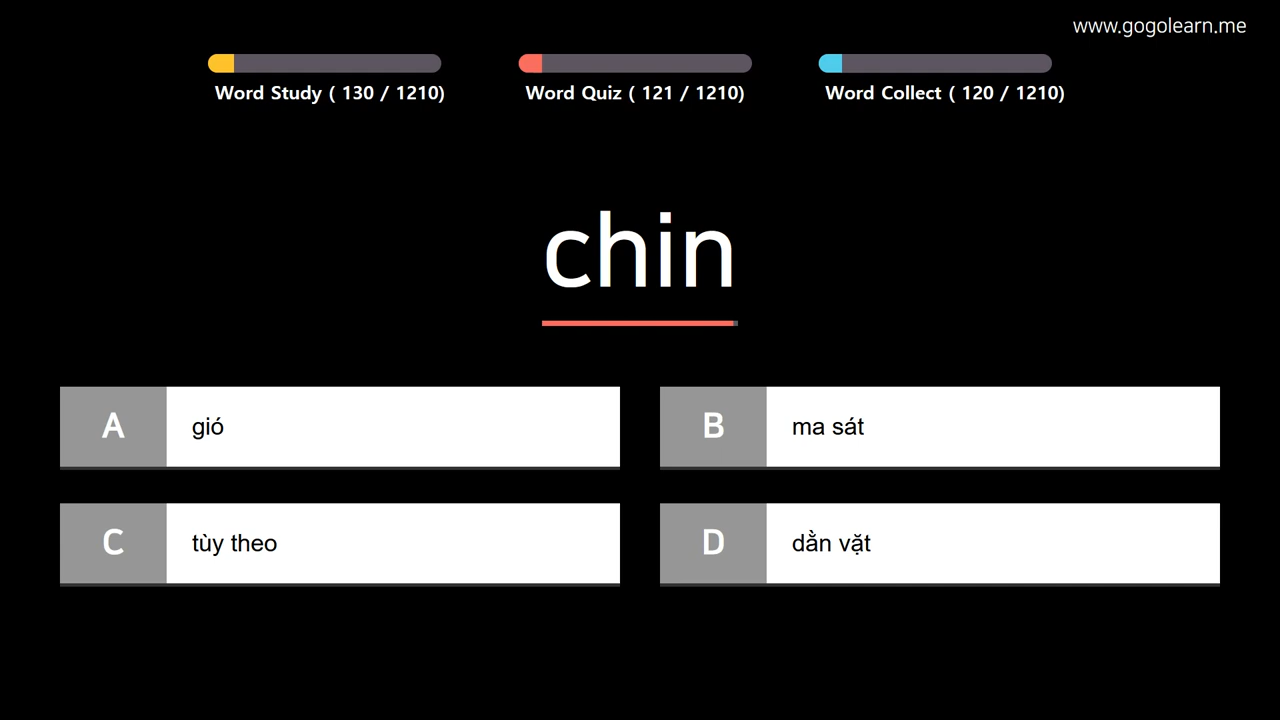 www.gogolearn.me
Word Study ( 130 / 1210)
Word Quiz ( 121 / 1210)
Word Collect ( 120 / 1210)
chin
A
gió
B
ma sát
C
tùy theo
D
dằn vặt